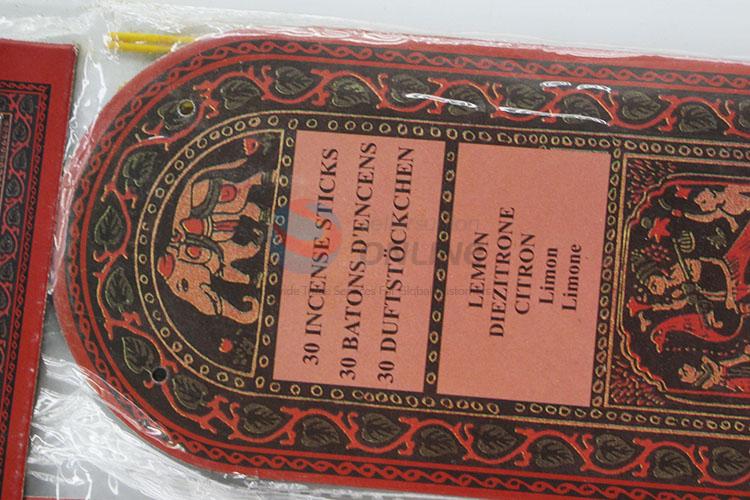 30 INCENSE STICKS
30 BATONS D'ENCENS
30 DUFTSTÖCKCHEN
LEMON
DIEZITRONE
CITRON
Limon
Limone